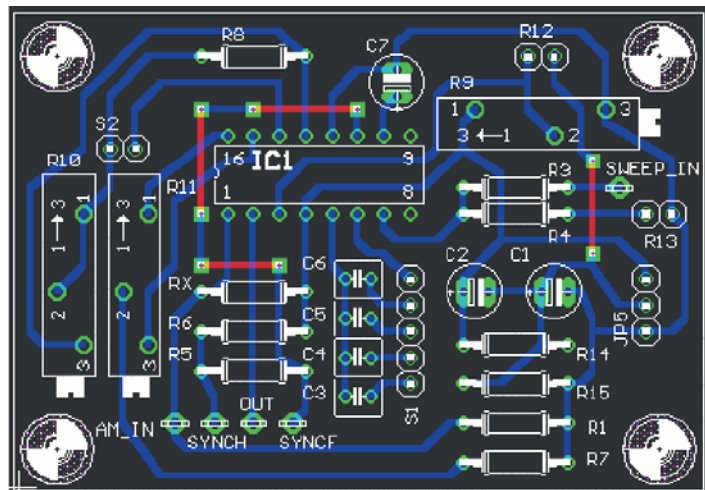 R8
C7
R12
R9
1
3
3 ← 1
2
S2
16
IC1
9
R10
R11
1
8
R3
SWEEP_IN
1 → 3
1
1 → 3
1
R4
R13
C6
C2
C1
RX
2
2
C5
R6
JP5
C4
R14
R5
3
3
C3
S1
R15
OUT
AM_IN
SYNCH
SYNCF
R1
R7